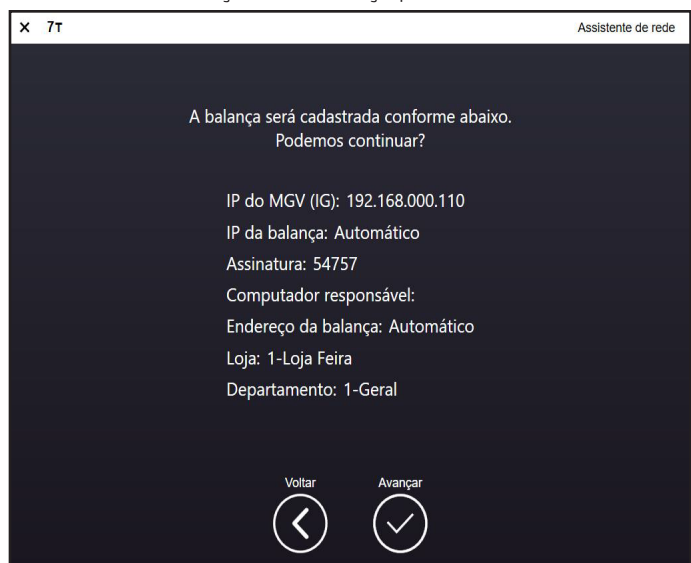 × 7T Assistente de rede
A balança será cadastrada conforme abaixo.
Podemos continuar?
IP do MGV (IG): 192.168.000.110
IP da balança: Automático
Assinatura: 54757
Computador responsável:
Endereço da balança: Automático
Loja: 1-Loja Feira
Departamento: 1-Geral
Voltar Avançar